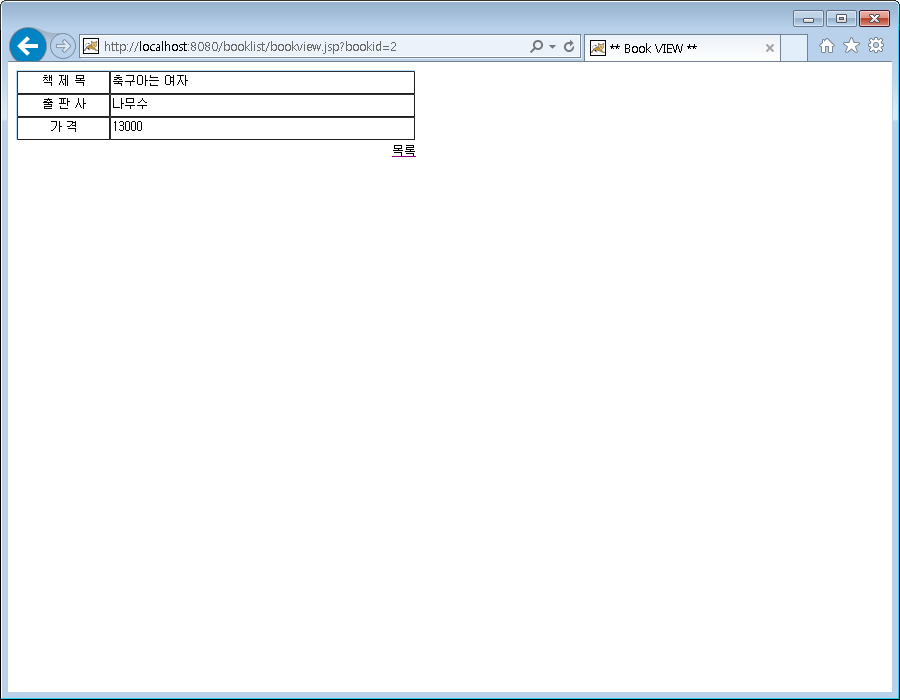 http://localhost:8080/booklist/bookview.jsp?bookid=2
** Book VIEW **
책 제 목 축구아는 여자
출 판 사 나무수
가 격 13000
목록